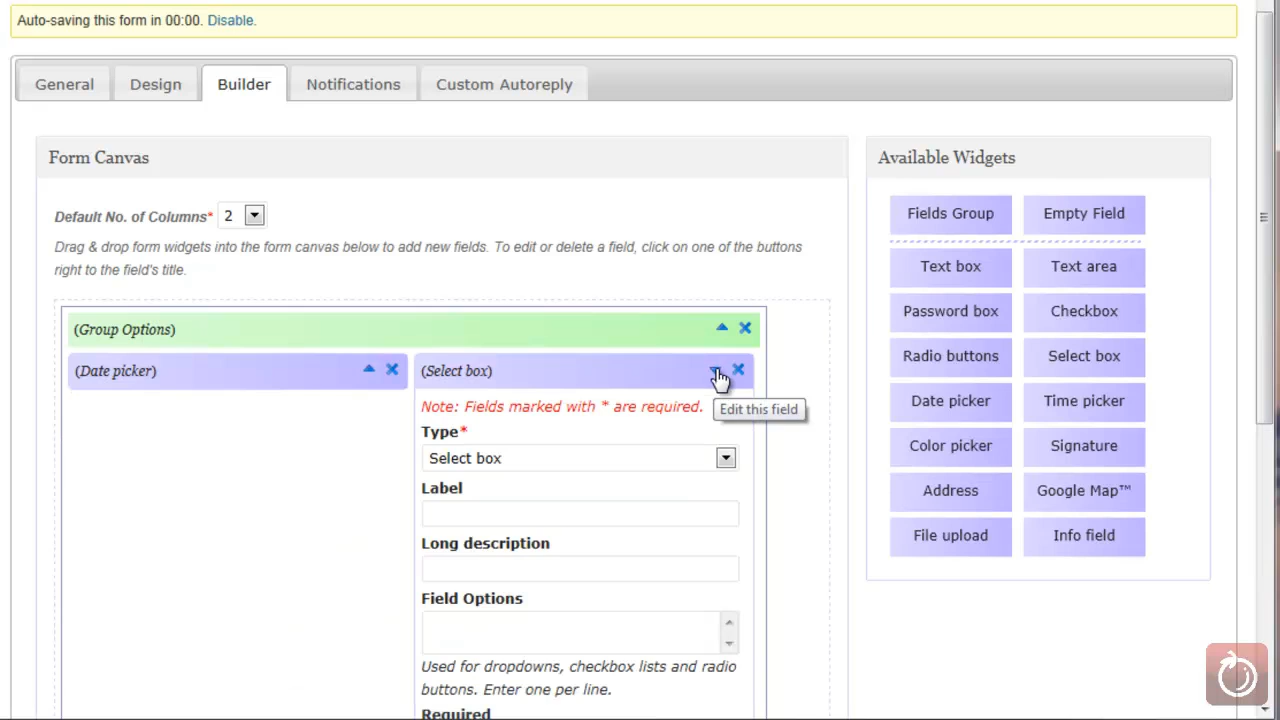 Auto-saving this form in 00:00. Disable.
General Design Builder Notifications Custom Autoreply
Form Canvas
Default No. of Columns* 2
Drag & drop form widgets into the form canvas below to add new fields. To edit or delete a field, click on one of the buttons
right to the field's title.
(Group Options)
(Date picker)
(Select box)
Edit this field
Note: Fields marked with * are required.
Type*
Select box
Label
Long description
Field Options
Used for dropdowns, checkbox lists and radio
buttons. Enter one per line.
Required
Available Widgets
Fields Group Empty Field
Text box Text area
Password box Checkbox
Radio buttons Select box
Date picker Time picker
Color picker Signature
Address Google Map™
File upload Info field